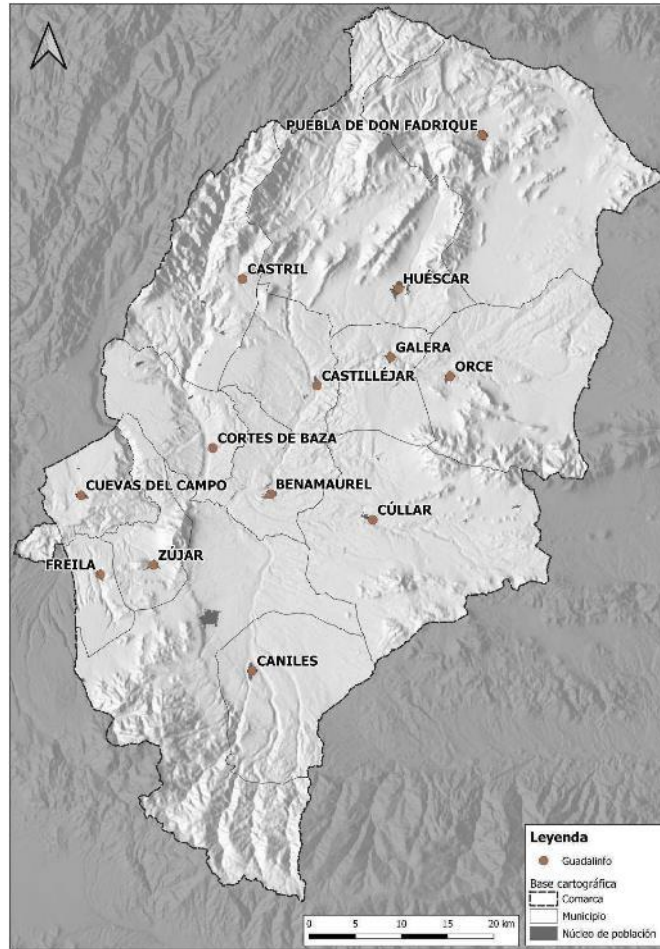 PUEBLA DE DON FADRIQUE
CASTRIL
HUÉSCAR
GALERA
ORCE
CASTILLÉJAR
CORTES DE BAZA
CUEVAS DEL CAMPO
BENAMAUREL
CÚLLAR
FREILA
ZÚJAR
CANILES
Leyenda
Guadalinfo
Base cartográfica
Comarca
Municipio
Núcleo de población
0 5 10 15 20 km